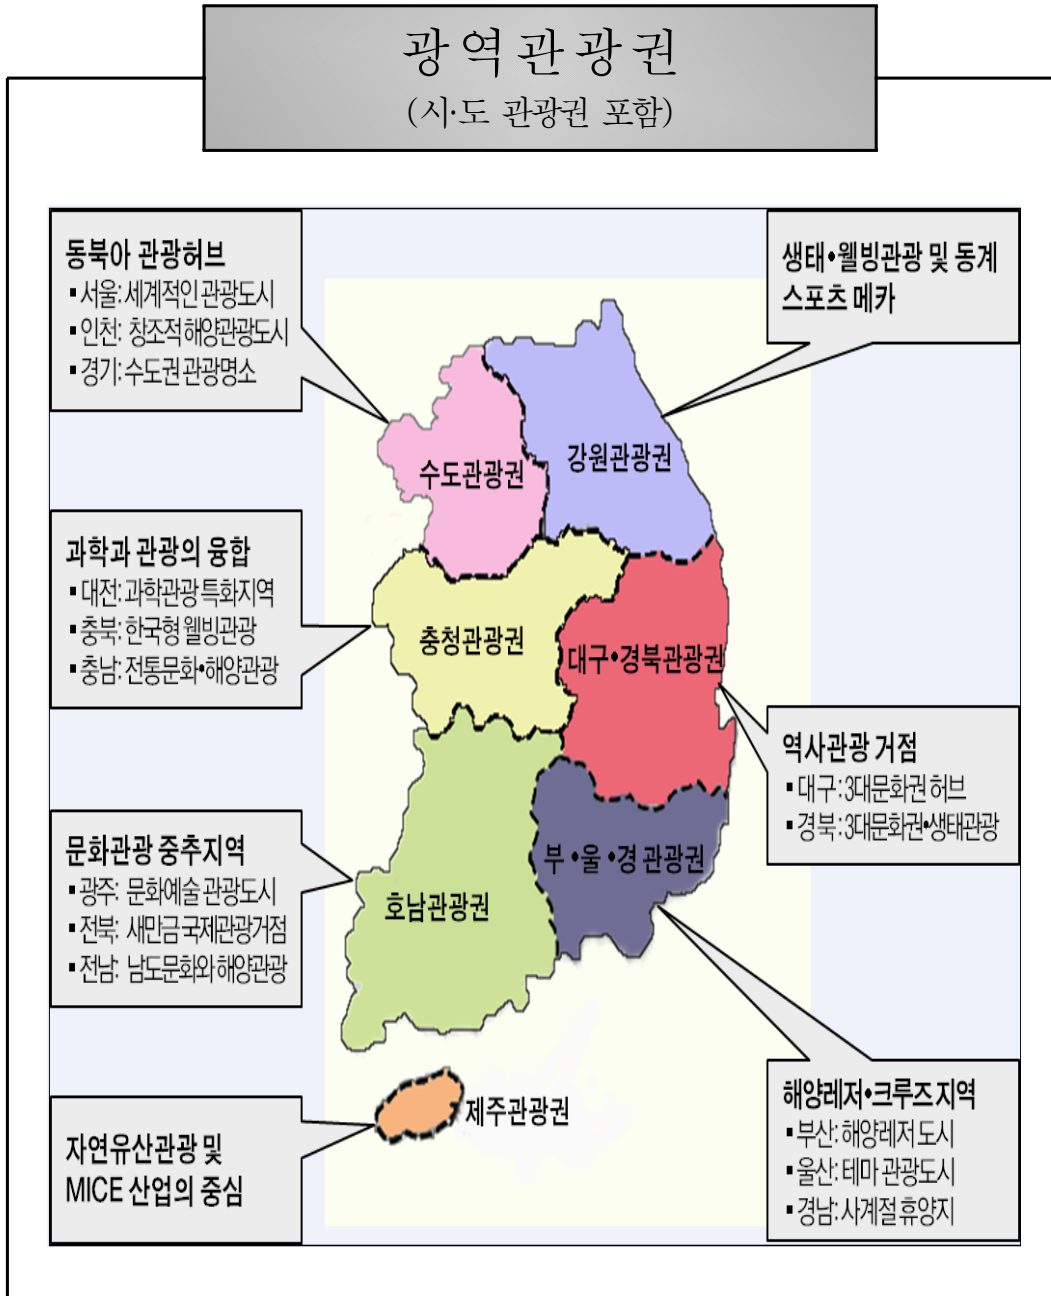 광역관광권
(시·도 관광권 포함)
동북아 관광허브
▪서울: 세계적인 관광도시
▪인천: 창조적 해양관광도시
▪경기: 수도권 관광명소
생태•웰빙관광 및 동계
스포츠 메카
수도관광권
강원관광권
과학과 관광의 융합
▪대전: 과학관광 특화지역
▪충북: 한국형 웰빙관광
▪충남: 전통문화•해양관광
충청관광권
대구•경북관광권
역사관광 거점
▪대구: 3대문화권 허브
▪경북: 3대문화권•생태관광
문화관광 중추지역
▪광주: 문화예술 관광도시
▪전북: 새만금 국제관광거점
▪전남: 남도문화와 해양관광
호남관광권
부•울•경 관광권
해양레저•크루즈 지역
▪부산: 해양레저 도시
▪울산: 테마 관광도시
▪경남: 사계절 휴양지
제주관광권
자연유산관광 및
MICE 산업의 중심